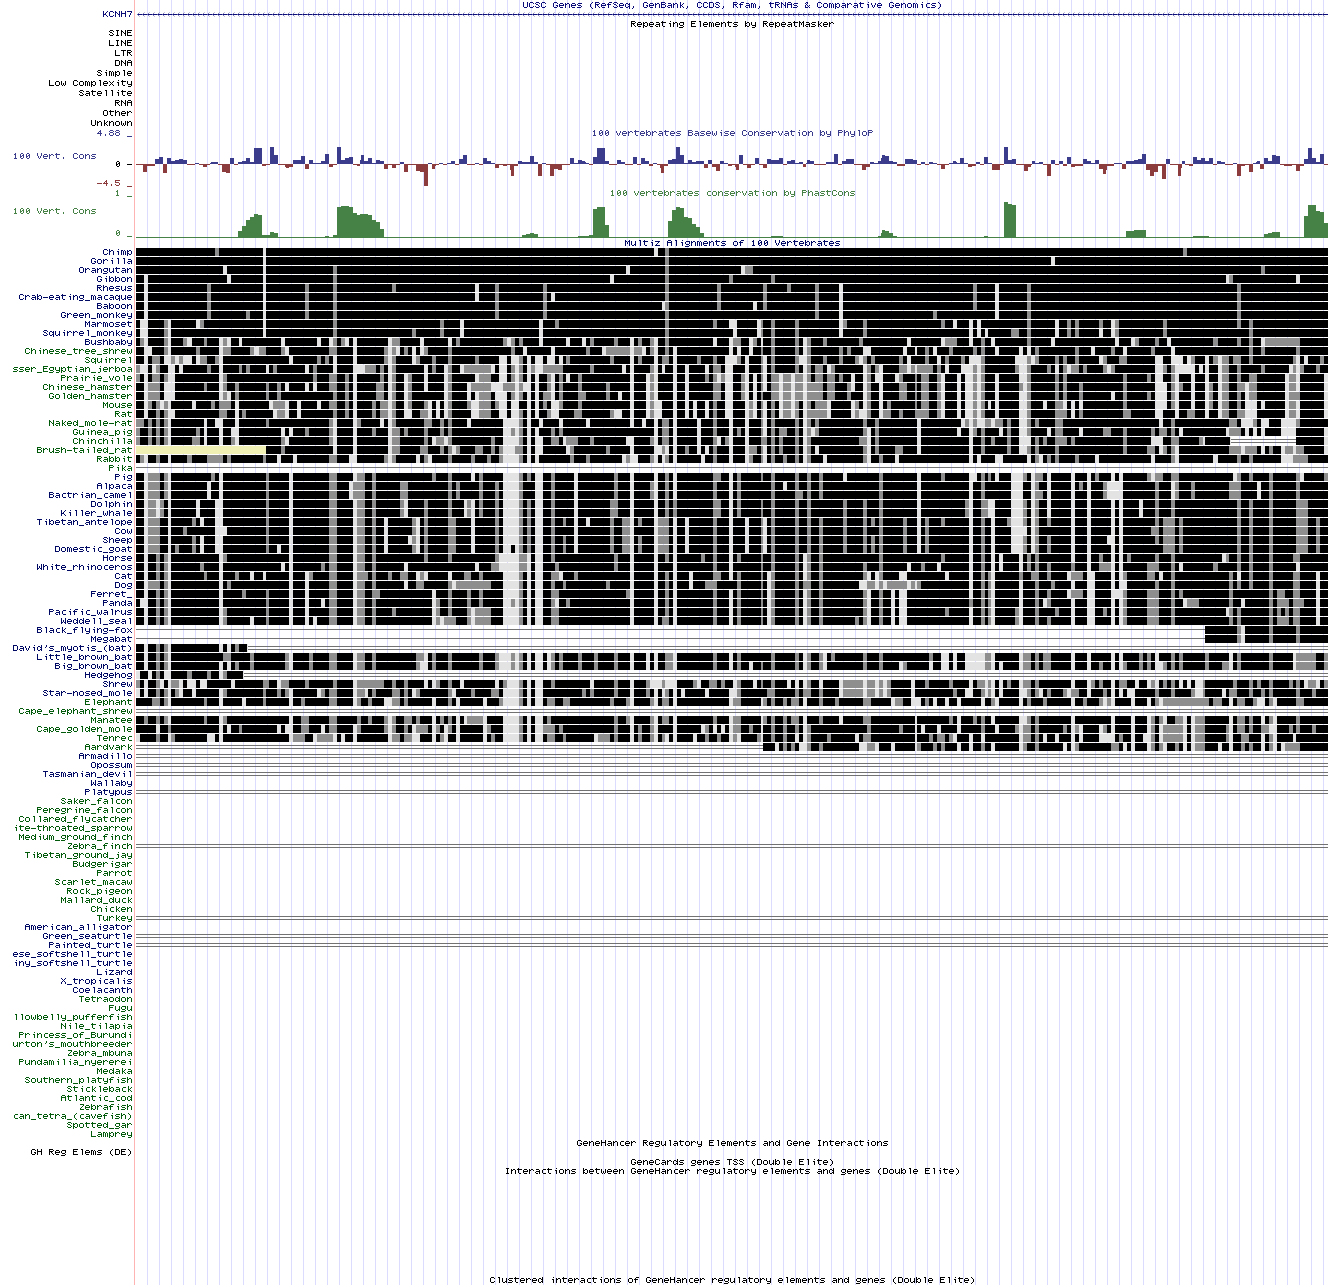 UCSC Genes (RefSeq, GenBank, CCDS, Rfam, tRNAs & Comparative Genomics)
KCNH7
Repeating Elements by RepeatMasker
SINE
LINE
LTR
DNA
Simple
Low Complexity
Satellite
RNA
Other
Unknown
4.88 _
100 vertebrates Basewise Conservation by PhyloP
100 Vert. Cons
0 -
-4.5 _
1 _
100 vertebrates conservation by PhastCons
100 Vert. Cons
0 _
Multiz Alignments of 100 Vertebrates
Chimp
Gorilla
Orangutan
Gibbon
Rhesus
Crab-eating_macaque
Baboon
Green_monkey
Marmoset
Squirrel_monkey
Bushbaby
Chinese_tree_shrew
Squirrel
sser_Egyptian_jerboa
Prairie_vole
Chinese_hamster
Golden_hamster
Mouse
Rat
Naked_mole-rat
Guinea_pig
Chinchilla
Brush-tailed_rat
Rabbit
Pika
Pig
Alpaca
Bactrian_camel
Dolphin
Killer_whale
Tibetan_antelope
Cow
Sheep
Domestic_goat
Horse
White_rhinoceros
Cat
Dog
Ferret_
Panda
Pacific_walrus
Weddell_seal
Black_flying-fox
Megabat
David's_myotis_(bat)
Little_brown_bat
Big_brown_bat
Hedgehog
Shrew
Star-nosed_mole
Elephant
Cape_elephant_shrew
Manatee
Cape_golden_mole
Tenrec
Aardvark
Armadillo
Opossum
Tasmanian_devil
Wallaby
Platypus
Saker_falcon
Peregrine_falcon
Collared_flycatcher
ite-throated_sparrow
Medium_ground_finch
Zebra_finch
Tibetan_ground_jay
Budgerigar
Parrot
Scarlet_macaw
Rock_pigeon
Mallard_duck
Chicken
Turkey
American_alligator
Green_seaturtle
Painted_turtle
ese_softshell_turtle
iny_softshell_turtle
Lizard
X_tropicalis
Coelacanth
Tetraodon
Fugu
llowbelly_pufferfish
Nile_tilapia
Princess_of_Burundi
urton's_mouthbreeder
Zebra_mbuna
Pundamilia_nyererei
Medaka
Southern_platyfish
Stickleback
Atlantic_cod
Zebrafish
can_tetra_(cavefish)
Spotted_gar
Lamprey
GeneHancer Regulatory Elements and Gene Interactions
GH Reg Elems (DE)
GeneCards genes TSS (Double Elite)
Interactions between GeneHancer regulatory elements and genes (Double Elite)
Clustered interactions of GeneHancer regulatory elements and genes (Double Elite)